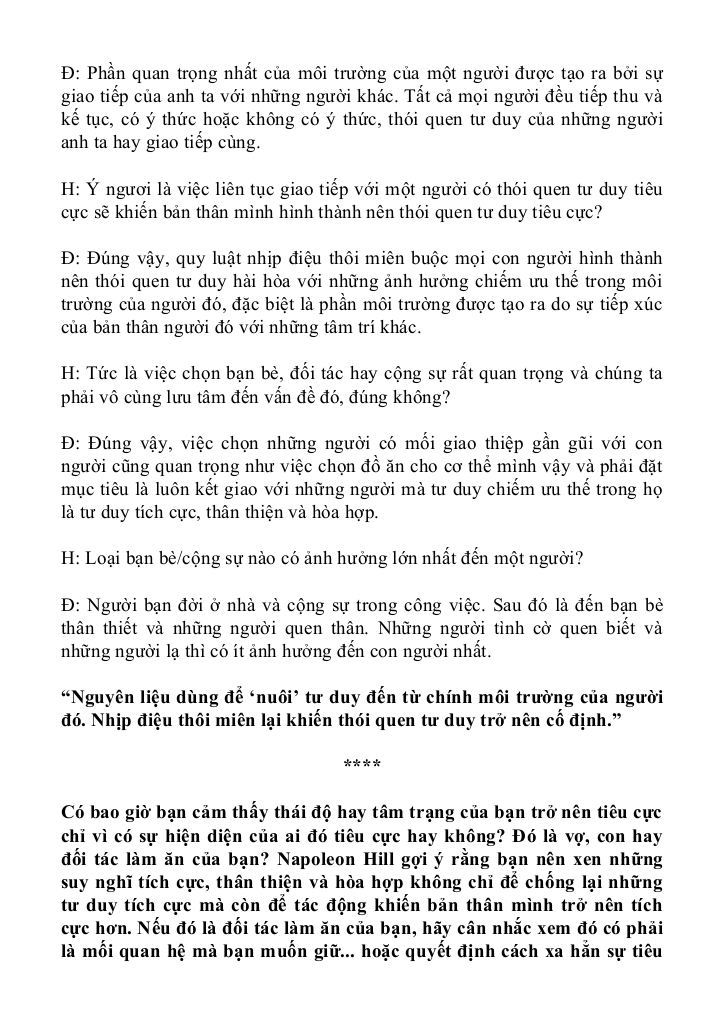 Đ: Phần quan trọng nhất của môi trường của một người được tạo ra bởi sự
giao tiếp của anh ta với những người khác. Tất cả mọi người đều tiếp thu và
kế tục, có ý thức hoặc không có ý thức, thói quen tư duy của những người
anh ta hay giao tiếp cùng.
H: Ý ngươi là việc liên tục giao tiếp với một người có thói quen tư duy tiêu
cực sẽ khiến bản thân mình hình thành nên thói quen tư duy tiêu cực?
Đ: Đúng vậy, quy luật nhịp điệu thôi miên buộc mọi con người hình thành
nên thói quen tư duy hài hòa với những ảnh hưởng chiếm ưu thế trong môi
trường của người đó, đặc biệt là phần môi trường được tạo ra do sự tiếp xúc
của bản thân người đó với những tâm trí khác.
H: Tức là việc chọn bạn bè, đối tác hay cộng sự rất quan trọng và chúng ta
phải vô cùng lưu tâm đến vấn đề đó, đúng không?
Đ: Đúng vậy, việc chọn những người có mối giao thiệp gần gũi với con
người cũng quan trọng như việc chọn đồ ăn cho cơ thể mình vậy và phải đặt
mục tiêu là luôn kết giao với những người mà tư duy chiếm ưu thế trong họ
là tư duy tích cực, thân thiện và hòa hợp.
H: Loại bạn bè/cộng sự nào có ảnh hưởng lớn nhất đến một người?
Đ: Người bạn đời ở nhà và cộng sự trong công việc. Sau đó là đến bạn bè
thân thiết và những người quen thân. Những người tình cờ quen biết và
những người lạ thì có ít ảnh hưởng đến con người nhất.
“Nguyên liệu dùng để ‘nuôi’ tư duy đến từ chính môi trường của người
đó. Nhịp điệu thôi miên lại khiến thói quen tư duy trở nên cố định.”
****
Có bao giờ bạn cảm thấy thái độ hay tâm trạng của bạn trở nên tiêu cực
chỉ vì có sự hiện diện của ai đó tiêu cực hay không? Đó là vợ, con hay
đối tác làm ăn của bạn? Napoleon Hill gợi ý rằng bạn nên xen những
suy nghĩ tích cực, thân thiện và hòa hợp không chỉ để chống lại những
tư duy tích cực mà còn để tác động khiến bản thân mình trở nên tích
cực hơn. Nếu đó là đối tác làm ăn của bạn, hãy cân nhắc xem đó có phải
là mối quan hệ mà bạn muốn giữ... hoặc quyết định cách xa hẳn sự tiêu